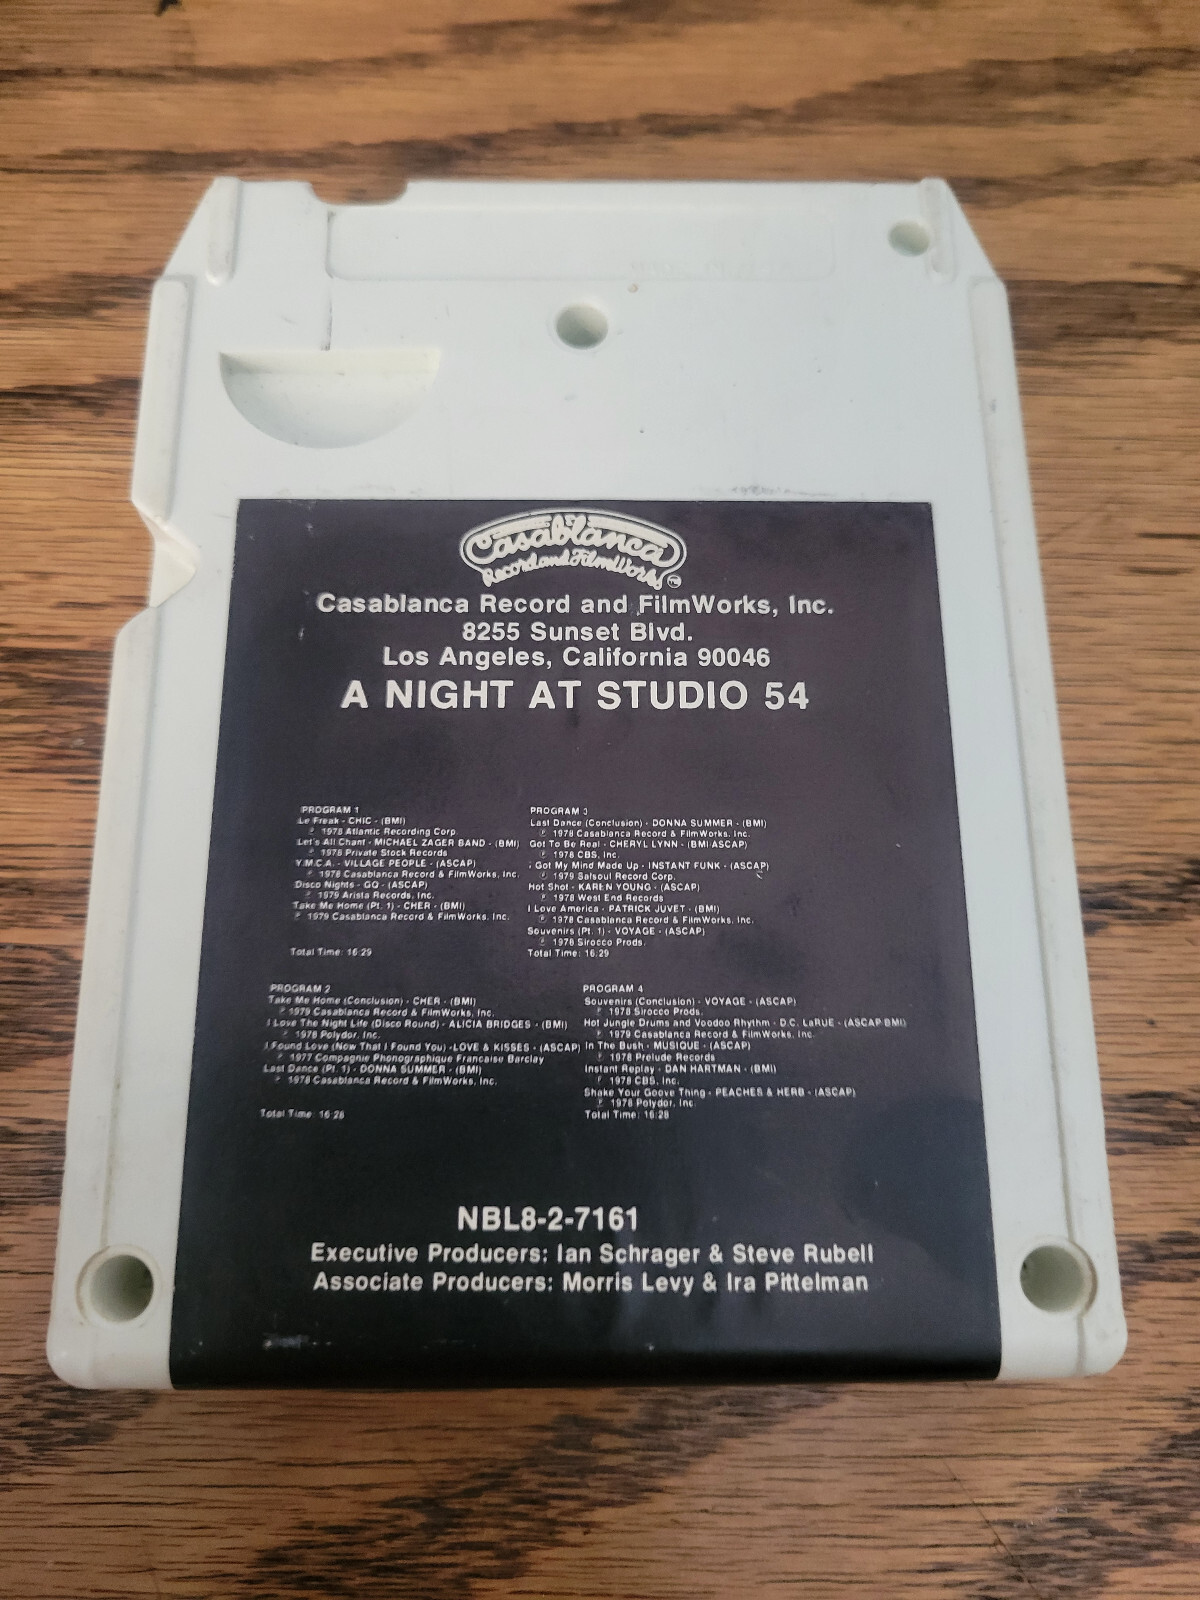 Casablanca
Record and FilmWorks
TM
Casablanca Record and FilmWorks, Inc.
8255 Sunset Blvd.
Los Angeles, California 90046
A NIGHT AT STUDIO 54
PROGRAM 1
Le Freak - CHIC - (BMI)
℗ 1978 Atlantic Recording Corp.
Let's All Chant - MICHAEL ZAGER BAND - (BMI)
℗ 1978 Private Stock Records
Y.M.C.A. - VILLAGE PEOPLE - (ASCAP)
℗ 1978 Casablanca Record & FilmWorks, Inc.
Disco Nights - GQ - (ASCAP)
℗ 1979 Arista Records, Inc.
Take Me Home (Pt. 1) - CHER - (BMI)
℗ 1979 Casablanca Record & FilmWorks, Inc.
Total Time: 16:29
PROGRAM 2
Take Me Home (Conclusion) - CHER - (BMI)
℗ 1979 Casablanca Record & FilmWorks, Inc.
I Love The Night Life (Disco Round) - ALICIA BRIDGES - (BMI)
℗ 1978 Polydor, Inc.
I Found Love (Now That I Found You) - LOVE & KISSES - (ASCAP)
℗ 1977 Compagnie Phonographique Francaise Barclay
Last Dance (Pt. 1) - DONNA SUMMER - (BMI)
℗ 1978 Casablanca Record & FilmWorks, Inc.
Total Time: 16:28
PROGRAM 3
Last Dance (Conclusion) - DONNA SUMMER - (BMI)
℗ 1978 Casablanca Record & FilmWorks, Inc.
Got To Be Real - CHERYL LYNN - (BMI/ASCAP)
℗ 1978 CBS, Inc.
I Got My Mind Made Up - INSTANT FUNK - (ASCAP)
℗ 1979 Salsoul Record Corp.
Hot Shot - KAREN YOUNG - (ASCAP)
℗ 1978 West End Records
I Love America - PATRICK JUVET - (BMI)
℗ 1978 Casablanca Record & FilmWorks, Inc.
Souvenirs (Pt. 1) - VOYAGE - (ASCAP)
℗ 1978 Sirocco Prods.
Total Time: 16:29
PROGRAM 4
Souvenirs (Conclusion) - VOYAGE - (ASCAP)
℗ 1978 Sirocco Prods.
Hot Jungle Drums and Voodoo Rhythm - D.C. LaRUE - (ASCAP/BMI)
℗ 1979 Casablanca Record & FilmWorks, Inc.
In The Bush - MUSIQUE - (ASCAP)
℗ 1978 Prelude Records
Instant Replay - DAN HARTMAN - (BMI)
℗ 1978 CBS, Inc.
Shake Your Goove Thing - PEACHES & HERB - (ASCAP)
℗ 1978 Polydor, Inc.
Total Time: 16:28
NBL8-2-7161
Executive Producers: Ian Schrager & Steve Rubell
Associate Producers: Morris Levy & Ira Pittelman